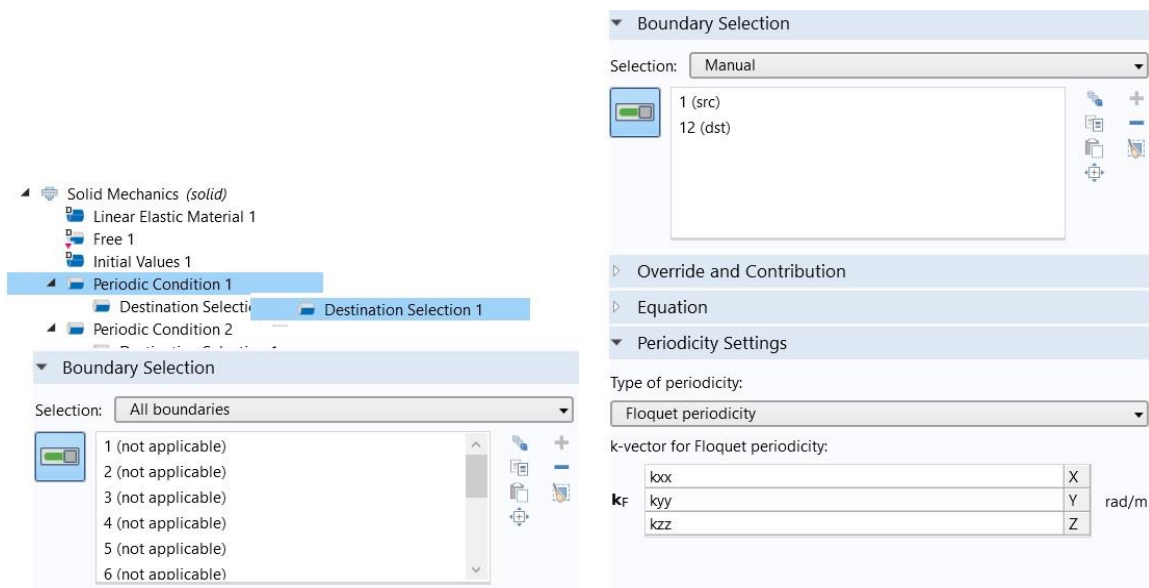 Solid Mechanics (solid)
Linear Elastic Material 1
Free 1
Initial Values 1
Periodic Condition 1
Destination Selecti
Destination Selection 1
Periodic Condition 2
Boundary Selection
Selection: All boundaries
1 (not applicable)
2 (not applicable)
3 (not applicable)
4 (not applicable)
5 (not applicable)
6 (not applicable)
Boundary Selection
Selection: Manual
1 (src)
12 (dst)
Override and Contribution
Equation
Periodicity Settings
Type of periodicity:
Floquet periodicity
k-vector for Floquet periodicity:
kxx X
kF kyy Y rad/m
kzz Z